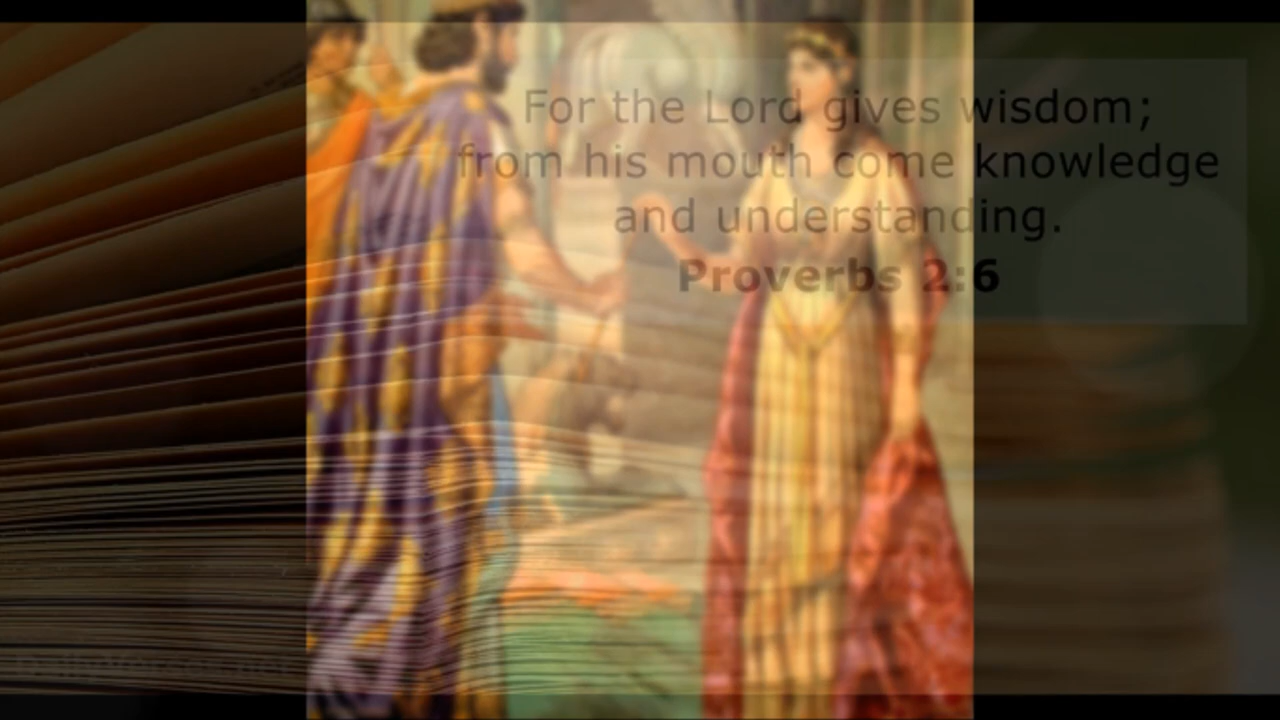 For the Lord gives wisdom;
from his mouth come knowledge
and understanding.
Proverbs 2:6